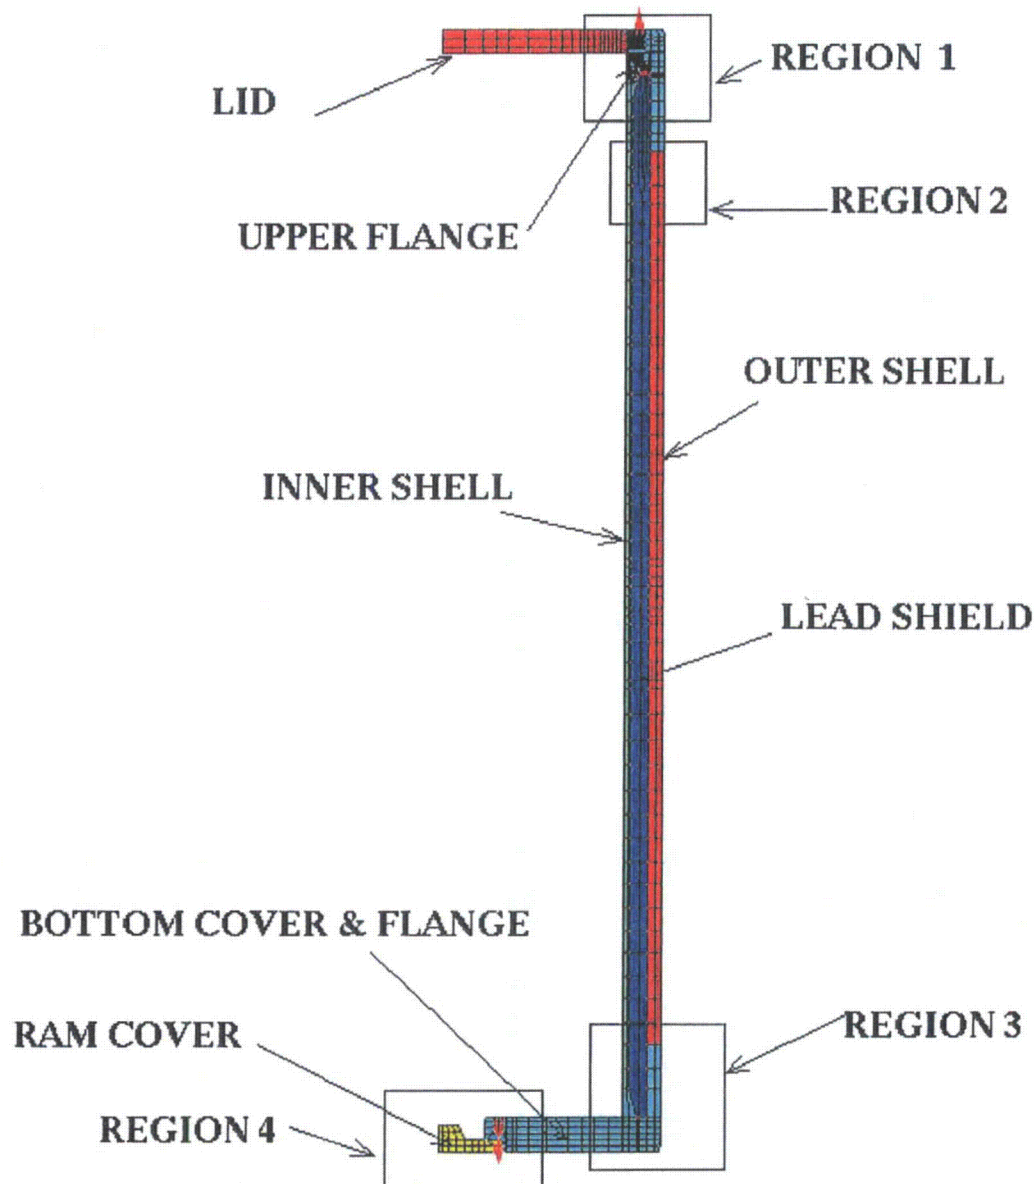 REGION 1
LID
REGION 2
UPPER FLANGE
OUTER SHELL
INNER SHELL
LEAD SHIELD
BOTTOM COVER & FLANGE
REGION 3
RAM COVER
REGION 4